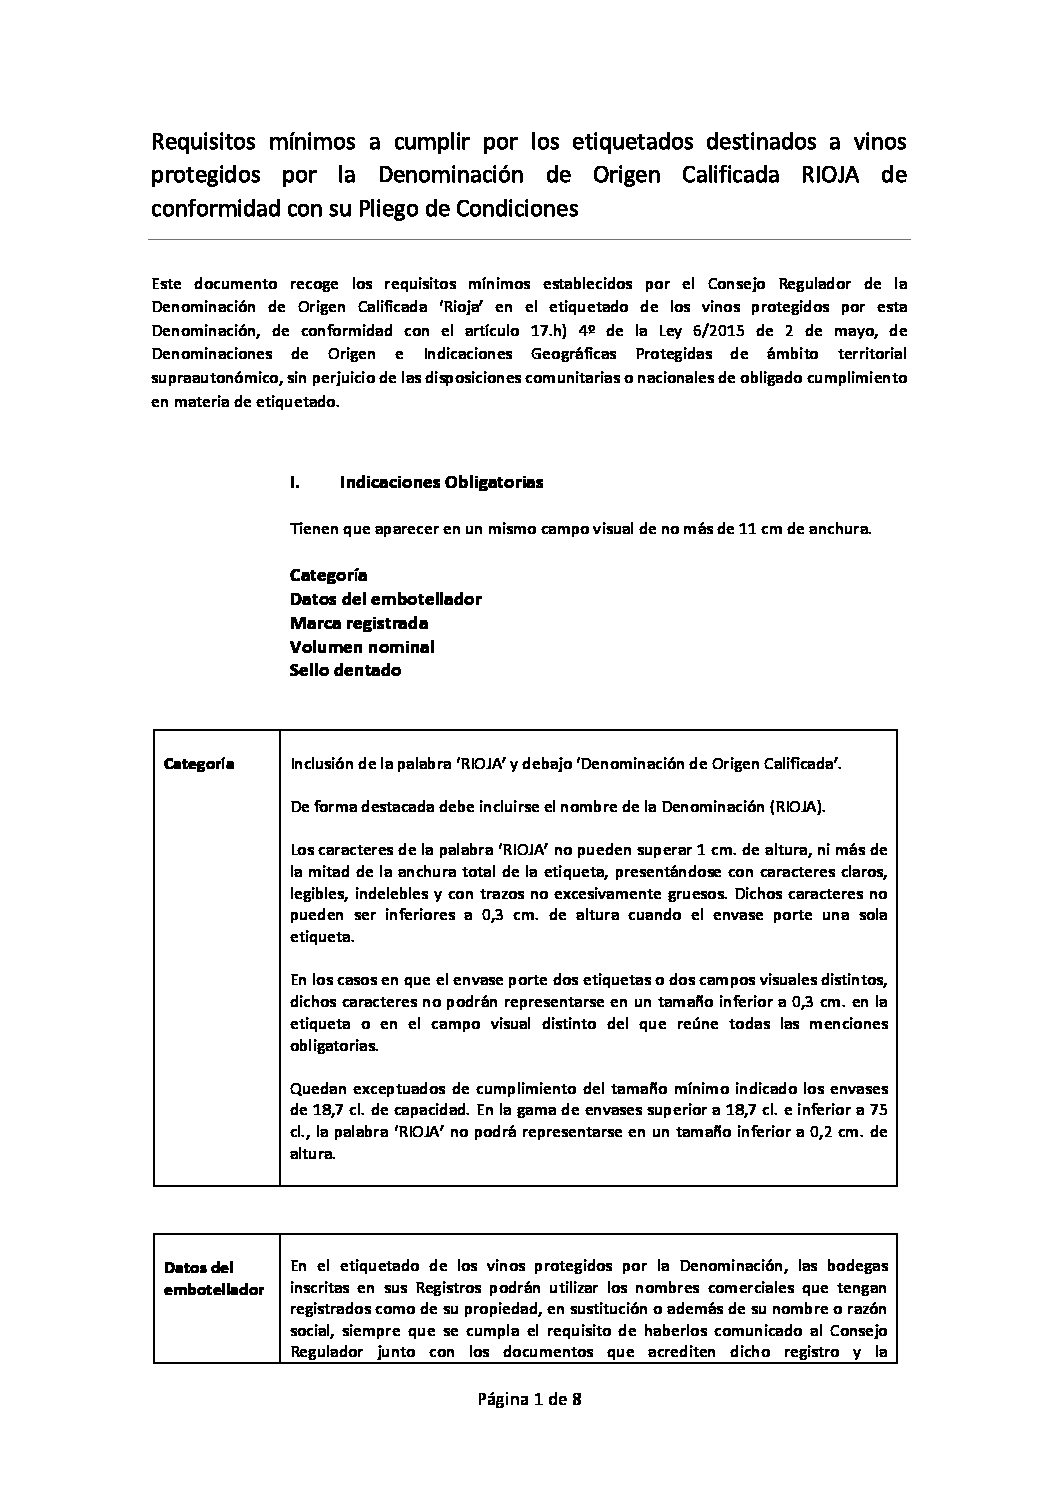 Requisitos mínimos a cumplir por los etiquetados destinados a vinos
protegidos por la Denominación de Origen Calificada RIOJA de
conformidad con su Pliego de Condiciones
Este documento recoge los requisitos mínimos establecidos por el Consejo Regulador de la
Denominación de Origen Calificada ‘Rioja’ en el etiquetado de los vinos protegidos por esta
Denominación, de conformidad con el artículo 17.h) 4º de la Ley 6/2015 de 2 de mayo, de
Denominaciones de Origen e Indicaciones Geográficas Protegidas de ámbito territorial
supraautonómico, sin perjuicio de las disposiciones comunitarias o nacionales de obligado cumplimiento
en materia de etiquetado.
I. Indicaciones Obligatorias
Tienen que aparecer en un mismo campo visual de no más de 11 cm de anchura.
Categoría
Datos del embotellador
Marca registrada
Volumen nominal
Sello dentado
Categoría
Inclusión de la palabra ‘RIOJA’ y debajo ‘Denominación de Origen Calificada’.
De forma destacada debe incluirse el nombre de la Denominación (RIOJA).
Los caracteres de la palabra ‘RIOJA’ no pueden superar 1 cm. de altura, ni más de
la mitad de la anchura total de la etiqueta, presentándose con caracteres claros,
legibles, indelebles y con trazos no excesivamente gruesos. Dichos caracteres no
pueden ser inferiores a 0,3 cm. de altura cuando el envase porte una sola
etiqueta.
En los casos en que el envase porte dos etiquetas o dos campos visuales distintos,
dichos caracteres no podrán representarse en un tamaño inferior a 0,3 cm. en la
etiqueta o en el campo visual distinto del que reúne todas las menciones
obligatorias.
Quedan exceptuados de cumplimiento del tamaño mínimo indicado los envases
de 18,7 cl. de capacidad. En la gama de envases superior a 18,7 cl. e inferior a 75
cl., la palabra ‘RIOJA’ no podrá representarse en un tamaño inferior a 0,2 cm. de
altura.
Datos del
embotellador
En el etiquetado de los vinos protegidos por la Denominación, las bodegas
inscritas en sus Registros podrán utilizar los nombres comerciales que tengan
registrados como de su propiedad, en sustitución o además de su nombre o razón
social, siempre que se cumpla el requisito de haberlos comunicado al Consejo
Regulador junto con los documentos que acrediten dicho registro y la
Página 1 de 8